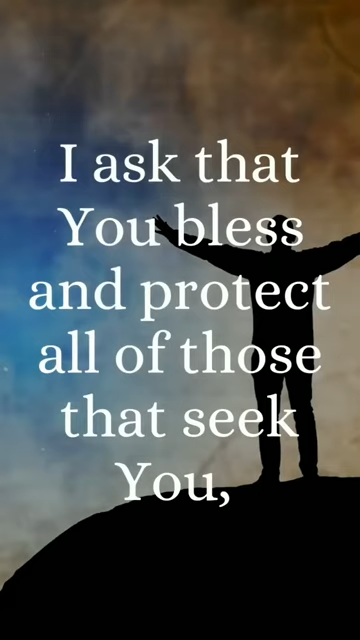 I ask that
You bless
and protect
all of those
that seek
You,